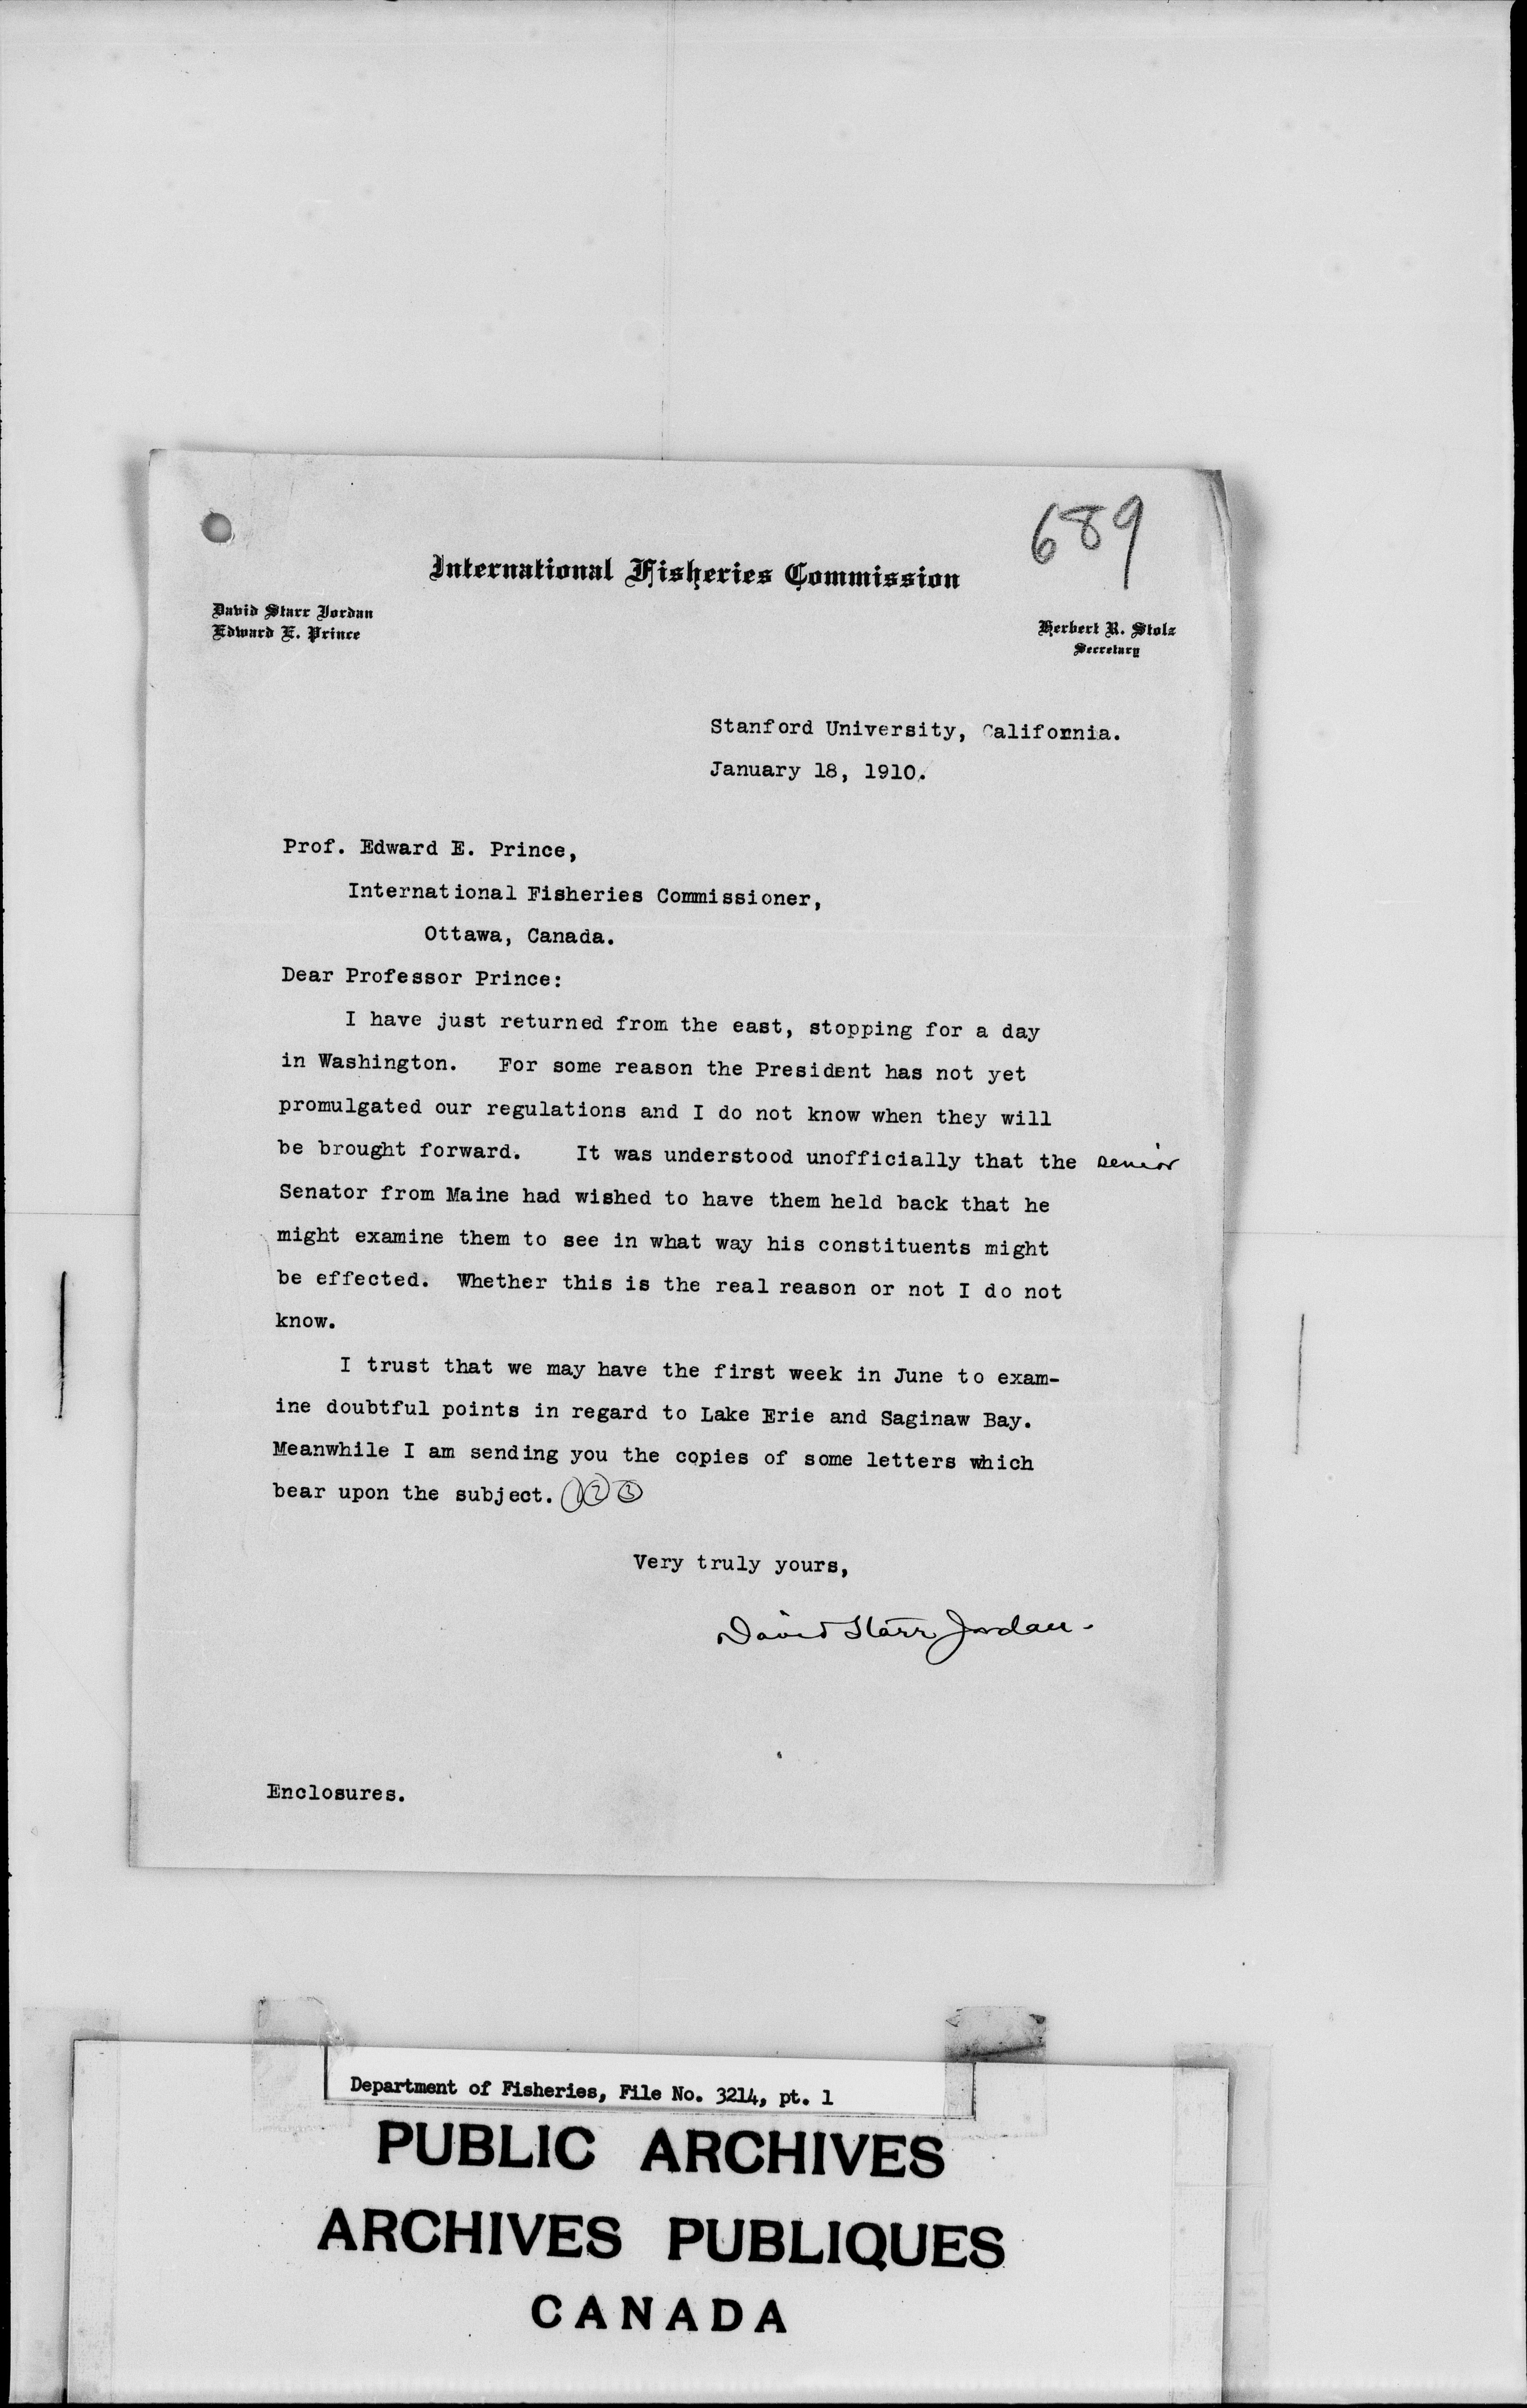 689
International Fisheries Commission
David Starr Jordan
Edward E. Prince
Herbert R. Stolz
Secretary
Stanford University, California.
January 18, 1910.
Prof. Edward E. Prince,
International Fisheries Commissioner,
Ottawa, Canada.
Dear Professor Prince:
I have just returned from the east, stopping for a day
in Washington. For some reason the President has not yet
promulgated our regulations and I do not know when they will
be brought forward. It was understood unofficially that the senior
Senator from Maine had wished to have them held back that he
might examine them to see in what way his constituents might
be effected. Whether this is the real reason or not I do not
know.
I trust that we may have the first week in June to exam-
ine doubtful points in regard to Lake Erie and Saginaw Bay.
Meanwhile I am sending you the copies of some letters which
bear upon the subject. ① ② ③
Very truly yours,
David Starr Jordan.
Enclosures.
Department of Fisheries, File No. 3214, pt. 1
PUBLIC ARCHIVES
ARCHIVES PUBLIQUES
CANADA